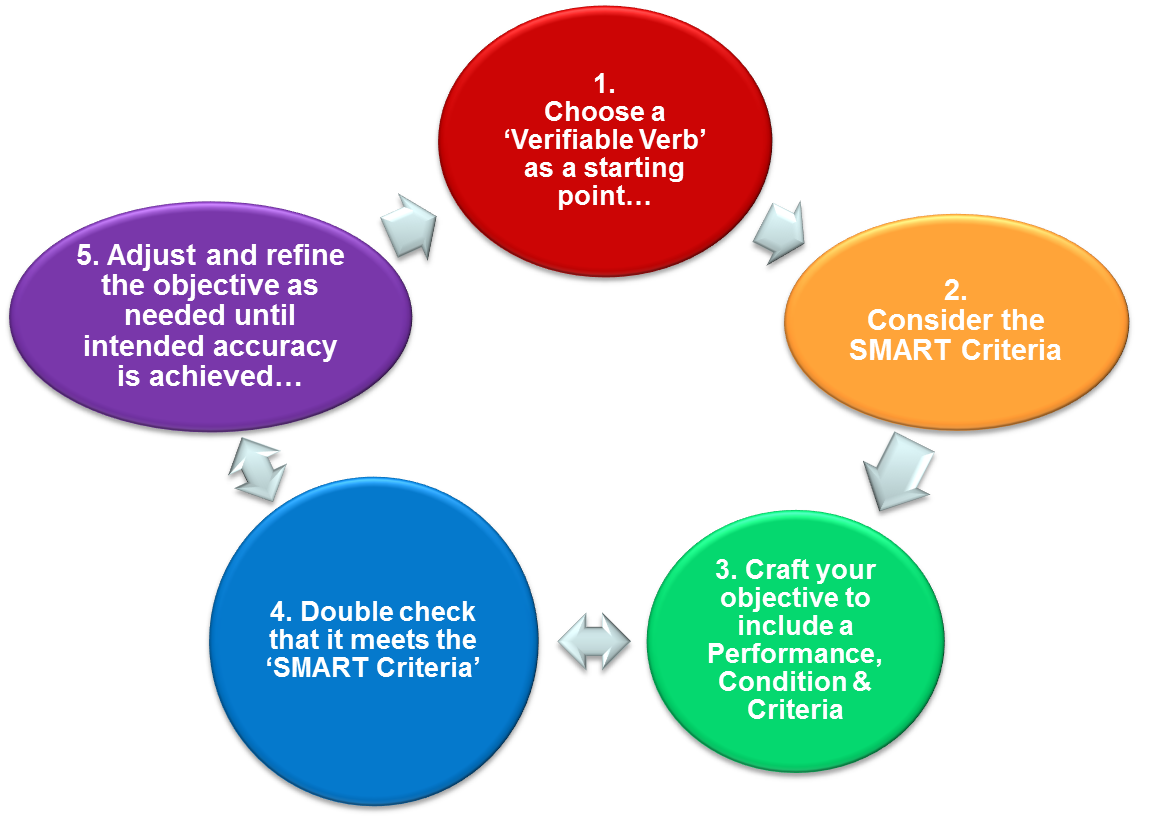 1.
Choose a
‘Verifiable Verb’
as a starting
point…
2.
Consider the
SMART Criteria
3. Craft your
objective to
include a
Performance,
Condition &
Criteria
4. Double check
that it meets the
‘SMART Criteria’
5. Adjust and refine
the objective as
needed until
intended accuracy
is achieved…